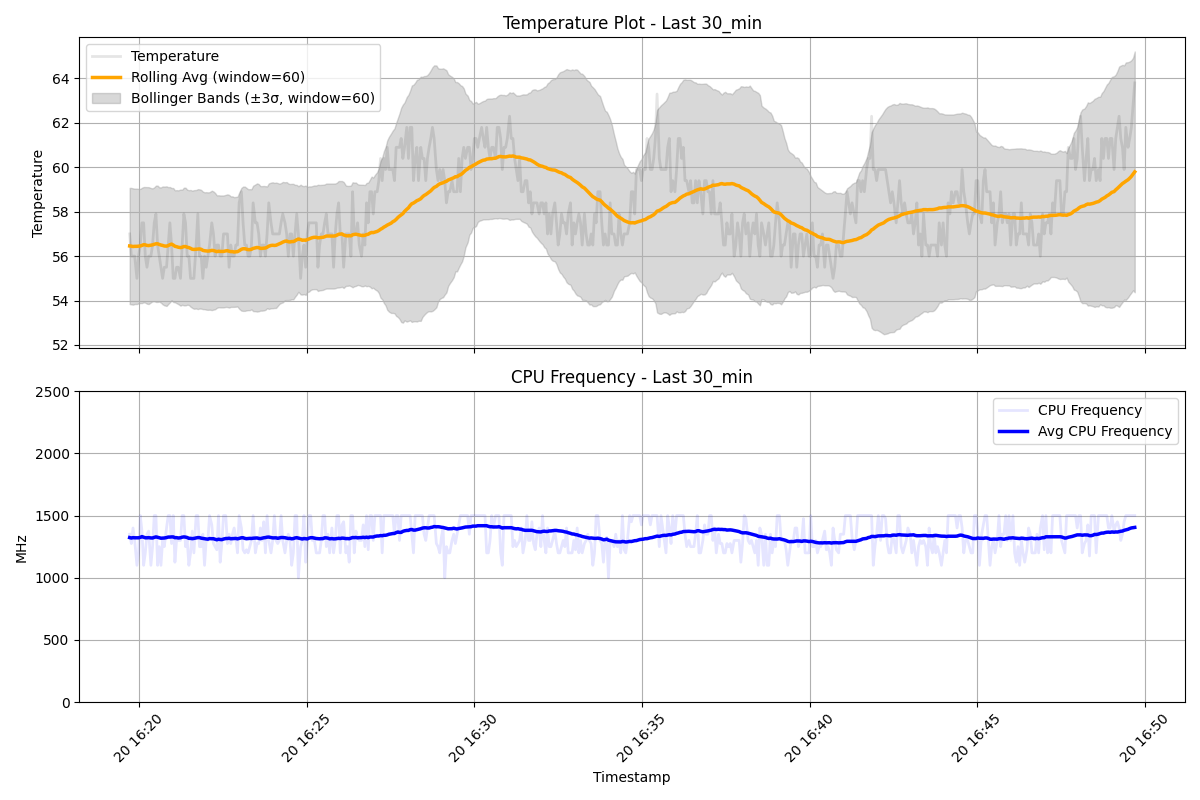 Temperature Plot - Last 30_min
Temperature
Rolling Avg (window=60)
Bollinger Bands (±3σ, window=60)
Temperature
64
62
60
58
56
54
52
CPU Frequency - Last 30_min
CPU Frequency
Avg CPU Frequency
MHz
2500
2000
1500
1000
500
0
20 16:20
20 16:25
20 16:30
20 16:35
20 16:40
20 16:45
20 16:50
Timestamp